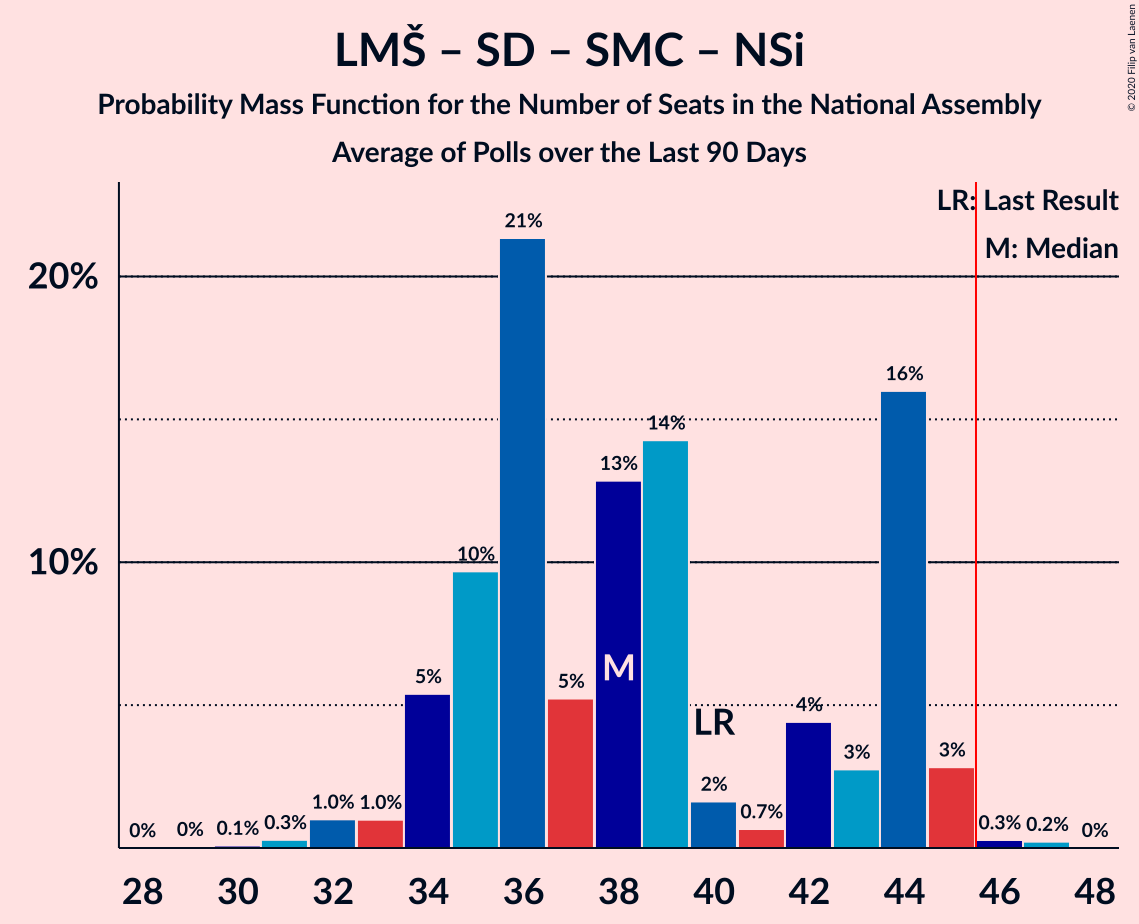 LMŠ – SD – SMC – NSi
Probability Mass Function for the Number of Seats in the National Assembly
Average of Polls over the Last 90 Days
© 2020 Filip van Laenen
LR: Last Result
M: Median
20%
10%
0%
0%
0.1%
0.3%
1.0%
1.0%
5%
10%
21%
5%
13%
14%
2%
0.7%
4%
3%
16%
3%
0.3%
0.2%
0%
M
LR
28 30 32 34 36 38 40 42 44 46 48